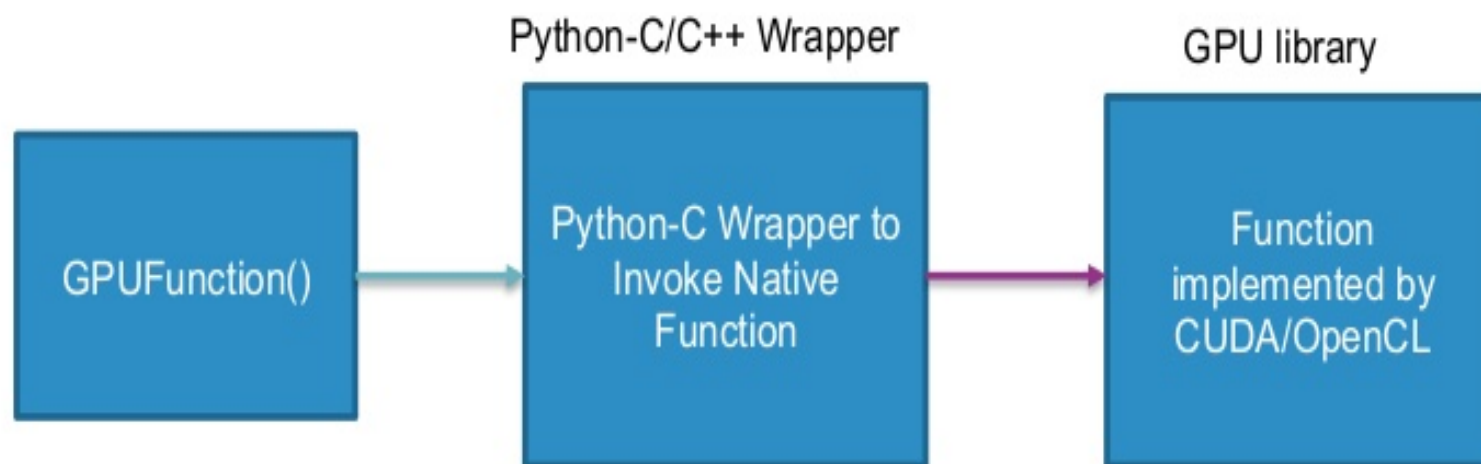 Python-C/C++ Wrapper
GPU library
GPUFunction()
Python-C Wrapper to
Invoke Native
Function
Function
implemented by
CUDA/OpenCL